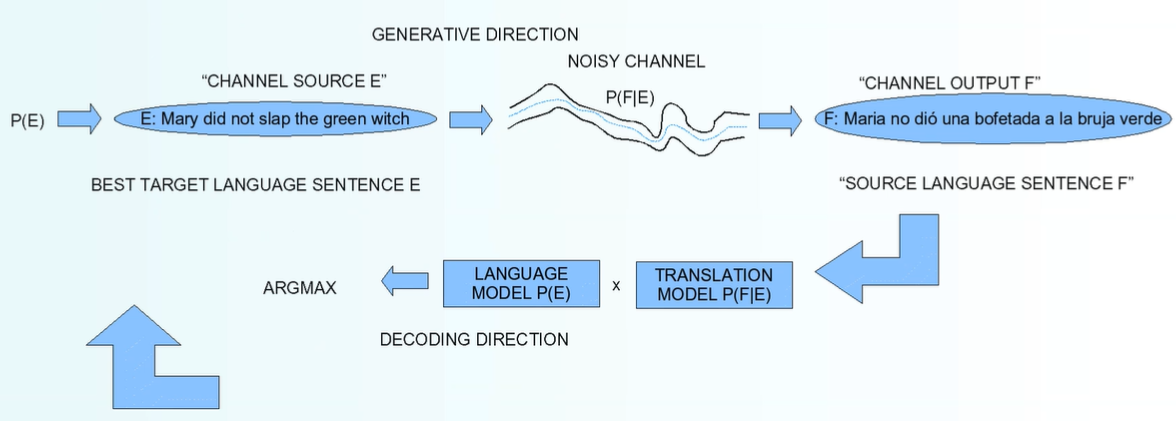 GENERATIVE DIRECTION
NOISY CHANNEL
“CHANNEL SOURCE E”
“CHANNEL OUTPUT F”
P(F|E)
P(E)
E: Mary did not slap the green witch
F: Maria no dió una bofetada a la bruja verde
BEST TARGET LANGUAGE SENTENCE E
“SOURCE LANGUAGE SENTENCE F”
ARGMAX
LANGUAGE
MODEL P(E)
x
TRANSLATION
MODEL P(F|E)
DECODING DIRECTION